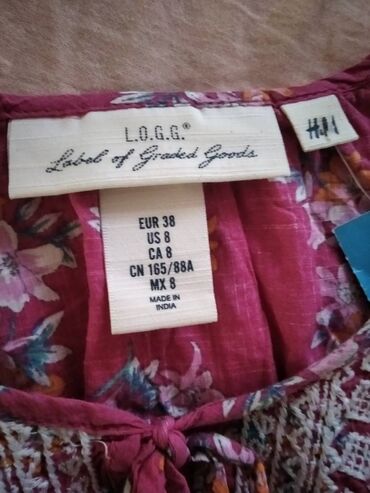 L.O.G.G.®
Label of Graded Goods
H&M
EUR 38
US 8
CA 8
CN 165/88A
MX 8
MADE IN
INDIA